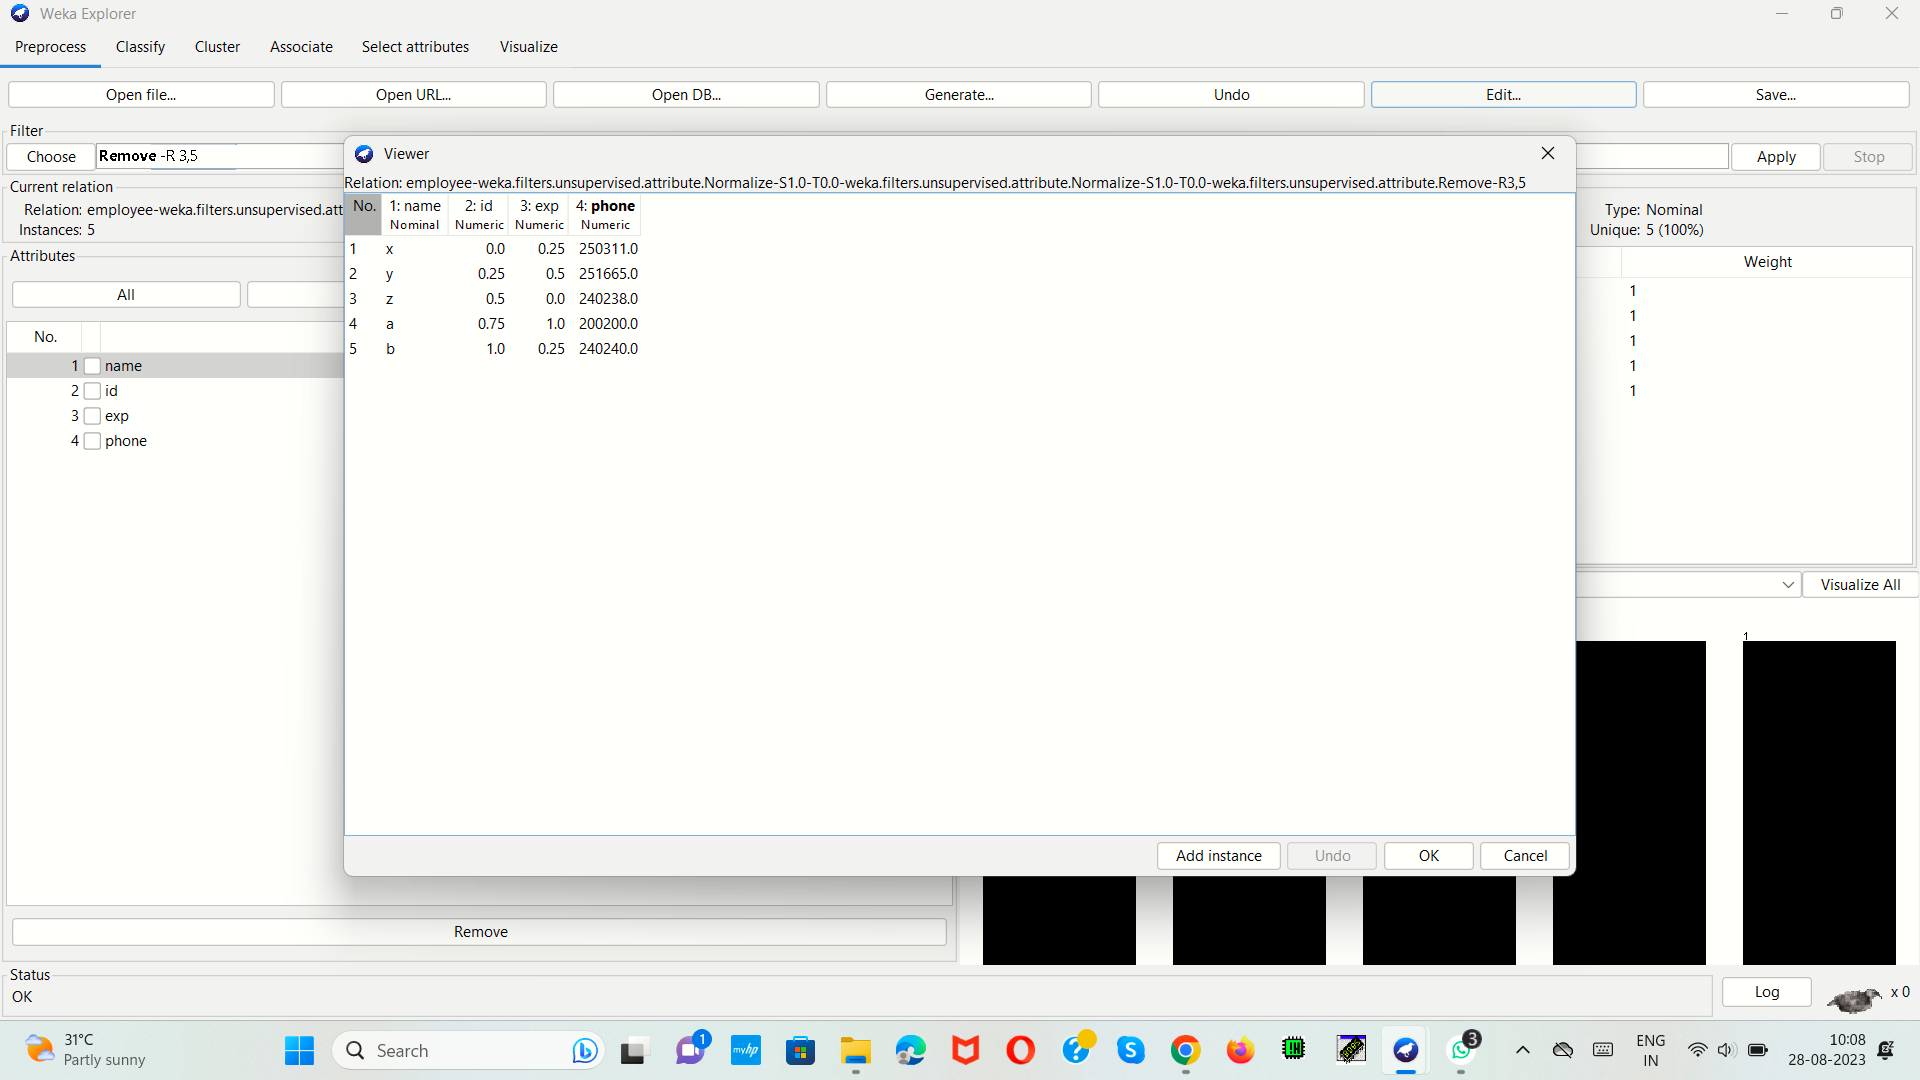 Weka Explorer
Preprocess Classify Cluster Associate Select attributes Visualize
Open file... Open URL... Open DB... Generate... Undo Edit... Save...
Filter
Choose Remove -R 3,5 Apply Stop
Current relation
Relation: employee-weka.filters.unsupervised.att
Instances: 5
Type: Nominal
Unique: 5 (100%)
Attributes
All
No.
1 name
2 id
3 exp
4 phone
Viewer
Relation: employee-weka.filters.unsupervised.attribute.Normalize-S1.0-T0.0-weka.filters.unsupervised.attribute.Normalize-S1.0-T0.0-weka.filters.unsupervised.attribute.Remove-R3,5
No. 1: name 2: id 3: exp 4: phone
Nominal Numeric Numeric Numeric
1 x 0.0 0.25 250311.0
2 y 0.25 0.5 251665.0
3 z 0.5 0.0 240238.0
4 a 0.75 1.0 200200.0
5 b 1.0 0.25 240240.0
Add instance Undo OK Cancel
Weight
1
1
1
1
1
Visualize All
1
Remove
Status
OK
Log x 0
31°C
Partly sunny
Search
1
myhp
3
ENG
IN
10:08
28-08-2023